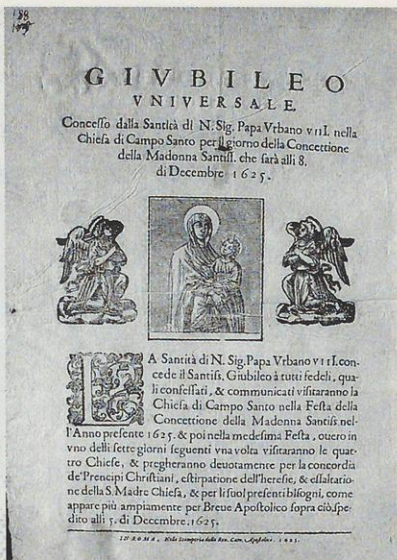 188
GIVBILEO
VNIVERSALE.
Concesso dalla Santità di N. Sig. Papa Vrbano VIII. nella
Chiesa di Campo Santo per il giorno della Concettione
della Madonna Santiss. che sarà alli 8.
di Decembre 1625.
LA Santità di N. Sig. Papa Vrbano VIII. con-
cede il Santiss. Giubileo à tutti fedeli, qua-
li confessati, & communicati visitaranno la
Chiesa di Campo Santo nella Festa della
Concettione della Madonna Santiss. nel-
l'Anno presente 1625. & poi nella medesima Festa, ouero in
vno delli sette giorni seguenti vna volta visitaranno le quat-
tro Chiese, & pregheranno deuotamente per la concordia
de'Prencipi Christiani, estirpatione dell'heresie, & essaltatio-
ne della S. Madre Chiesa, & per li suoi presenti bisogni, come
appare più ampiamente per Breue Apostolico sopra ciò spe-
dito alli 5. di Decembre. 1625.
IN ROMA, Nella Stamperia della Reu. Cam. Apostolica. 1625.